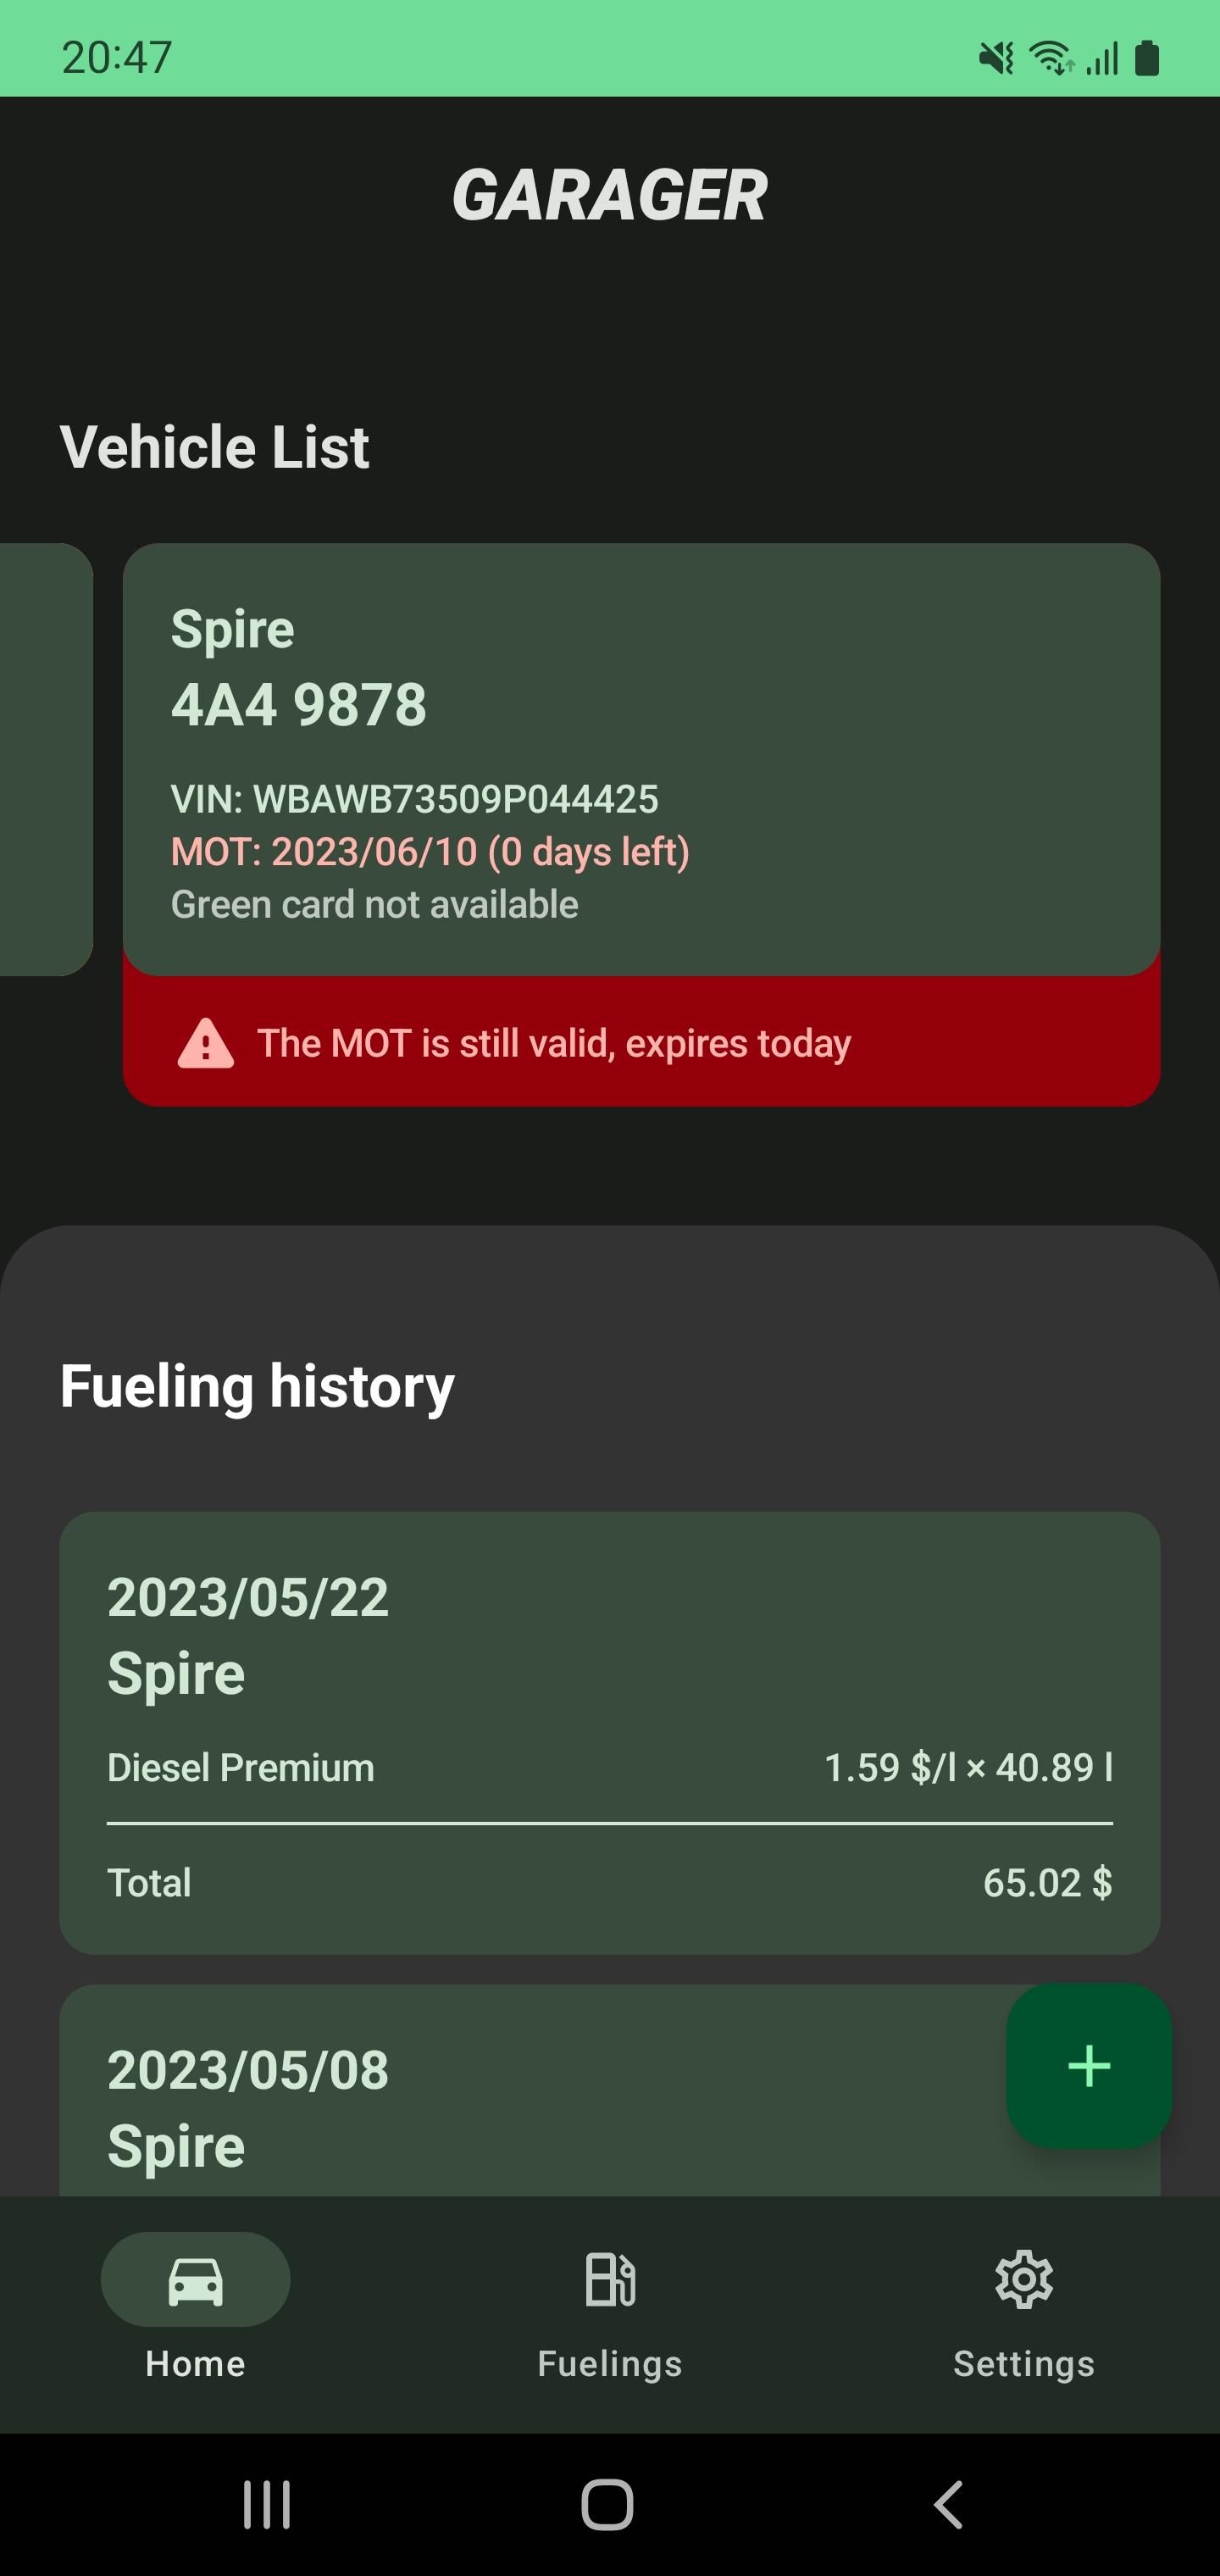 20:47
GARAGER
Vehicle List
Spire
4A4 9878
VIN: WBAWB73509P044425
MOT: 2023/06/10 (0 days left)
Green card not available
The MOT is still valid, expires today
Fueling history
2023/05/22
Spire
Diesel Premium 1.59 $/l × 40.89 l
Total 65.02 $
2023/05/08
Spire
Home Fuelings Settings